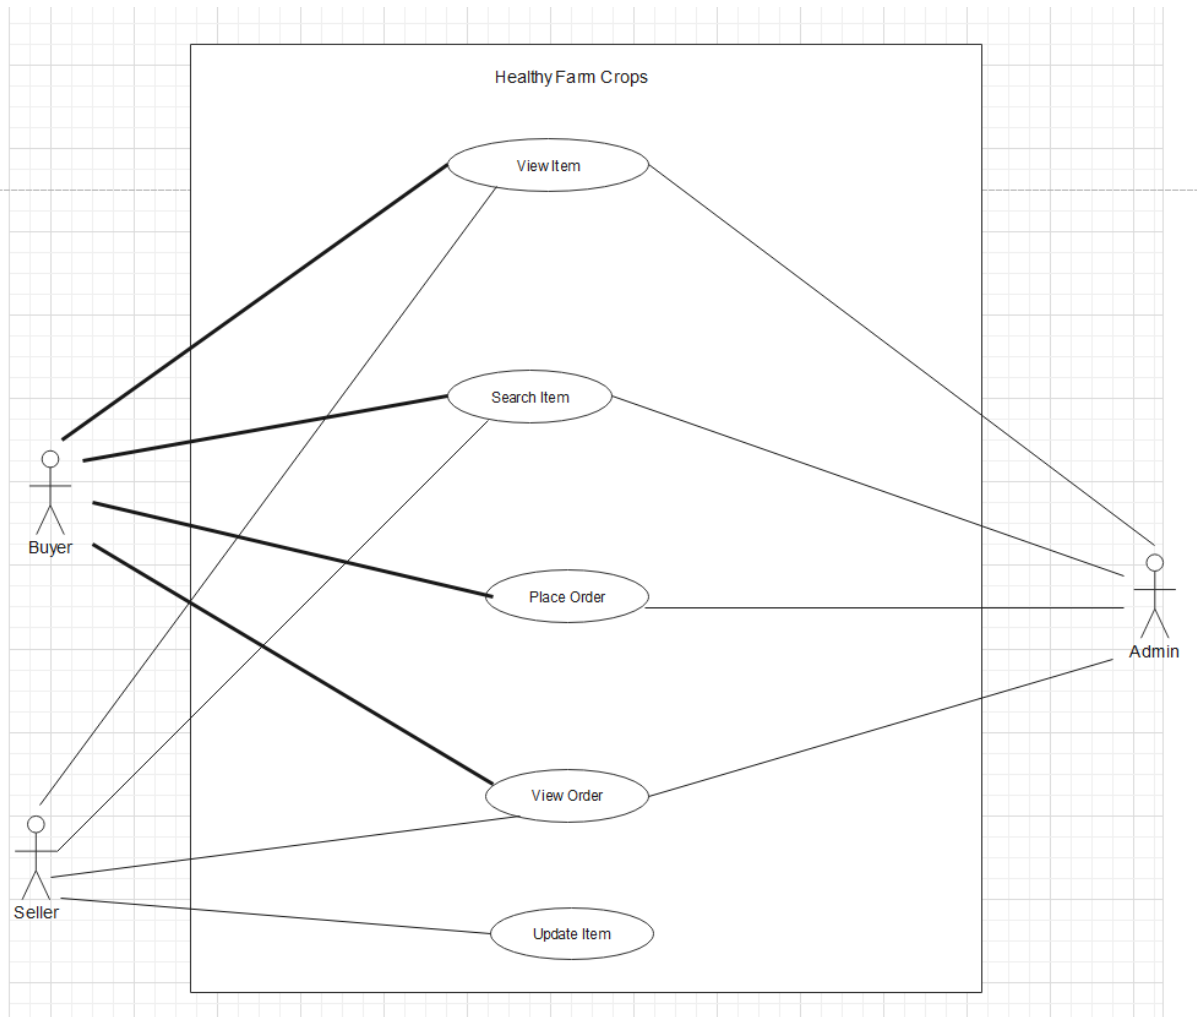 Healthy Farm Crops
View Item
Search Item
Buyer
Place Order
Admin
View Order
Seller
Update Item